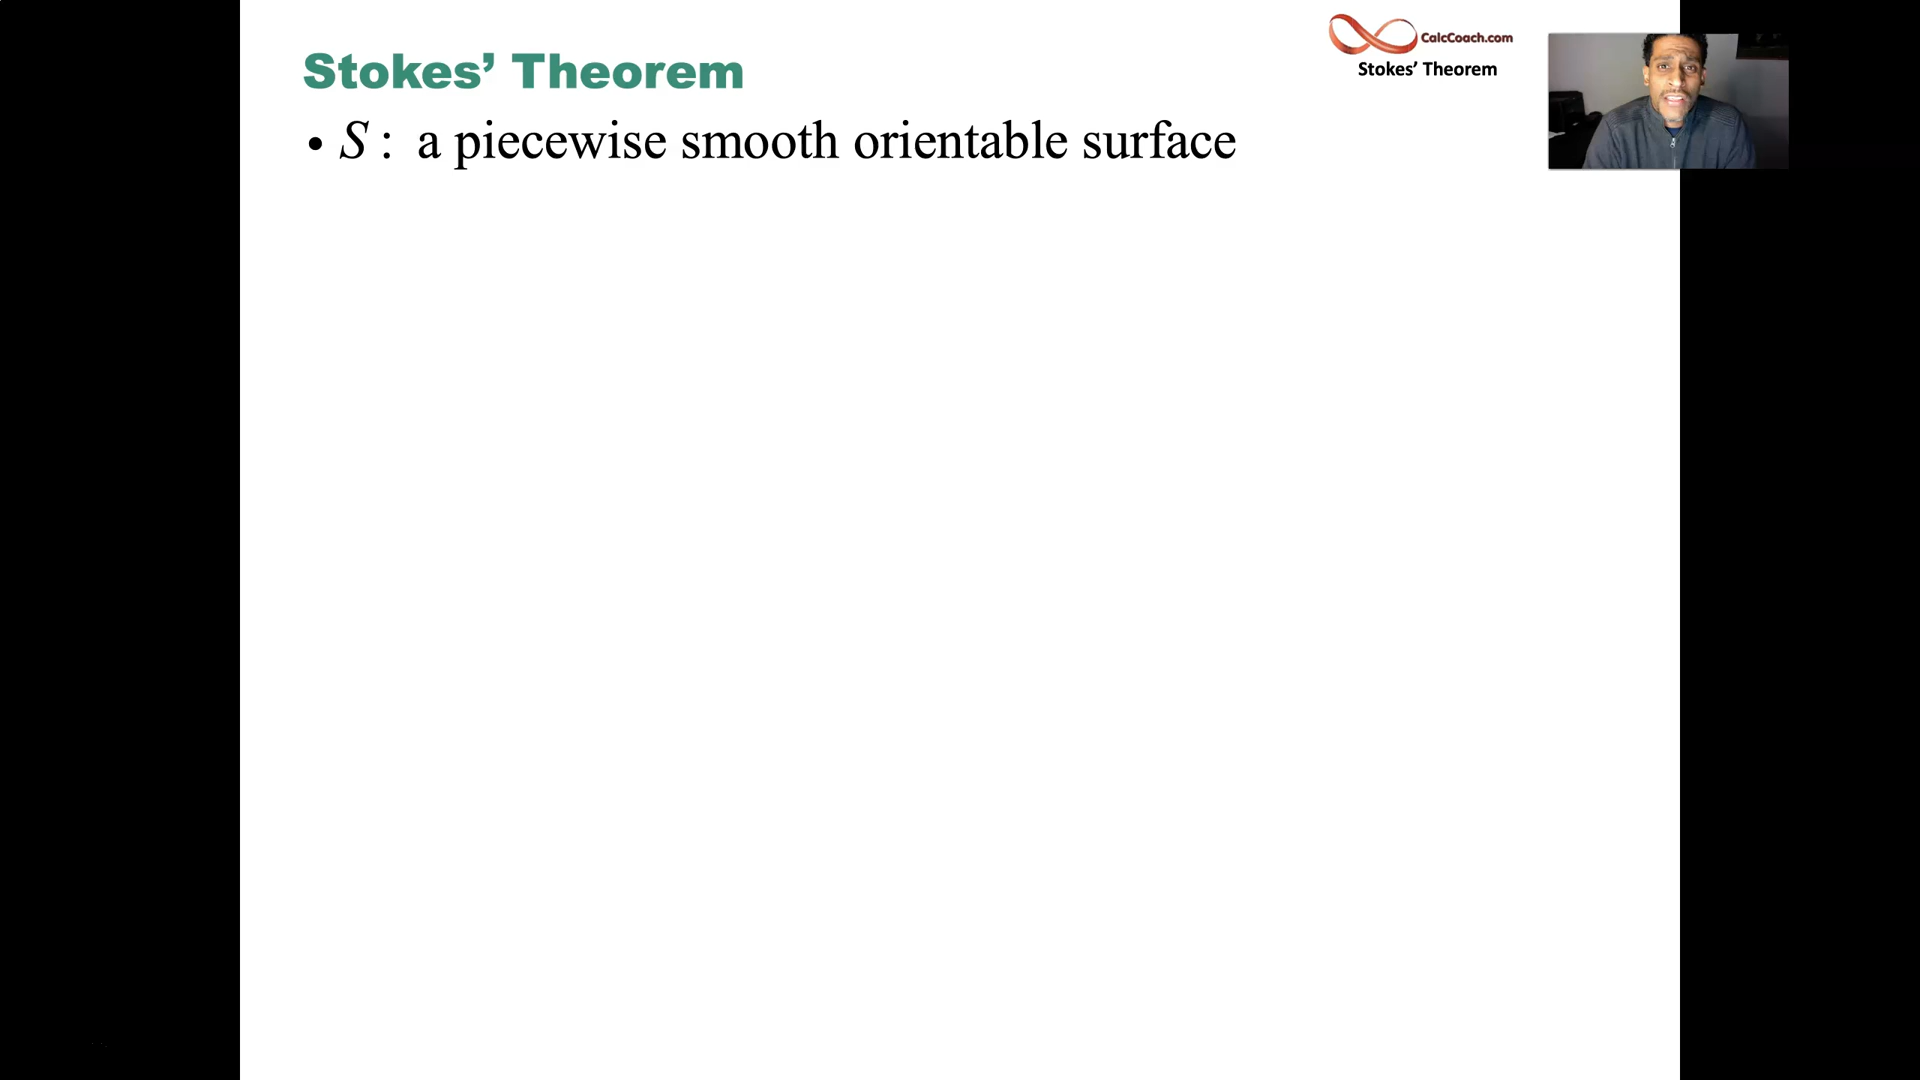 Stokes’ Theorem
• S : a piecewise smooth orientable surface
CalcCoach.com
Stokes’ Theorem